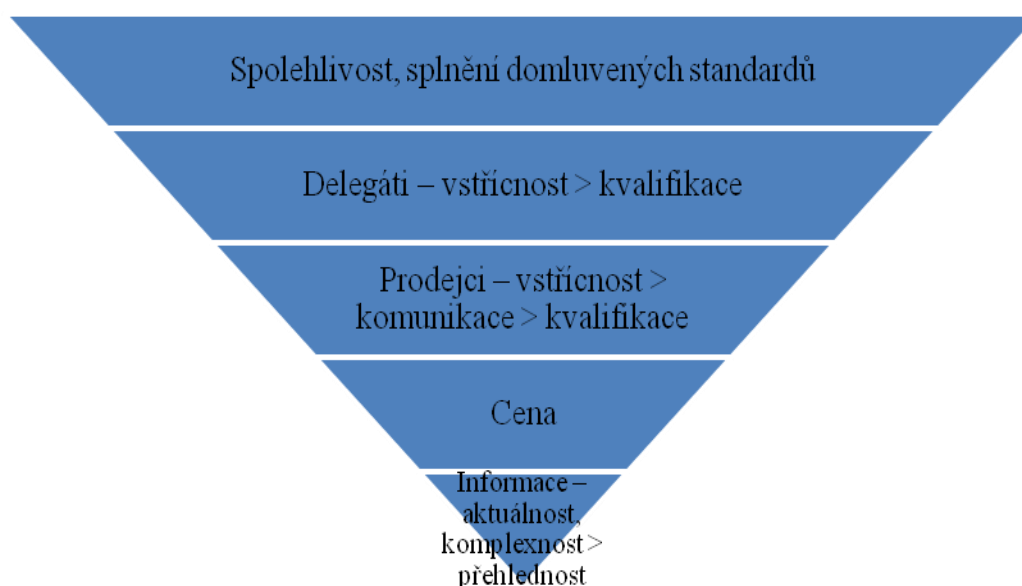 Spolehlivost, splnění domluvených standardů
Delegáti – vstřícnost > kvalifikace
Prodejci – vstřícnost >
komunikace > kvalifikace
Cena
Informace –
aktuálnost,
komplexnost >
přehlednost